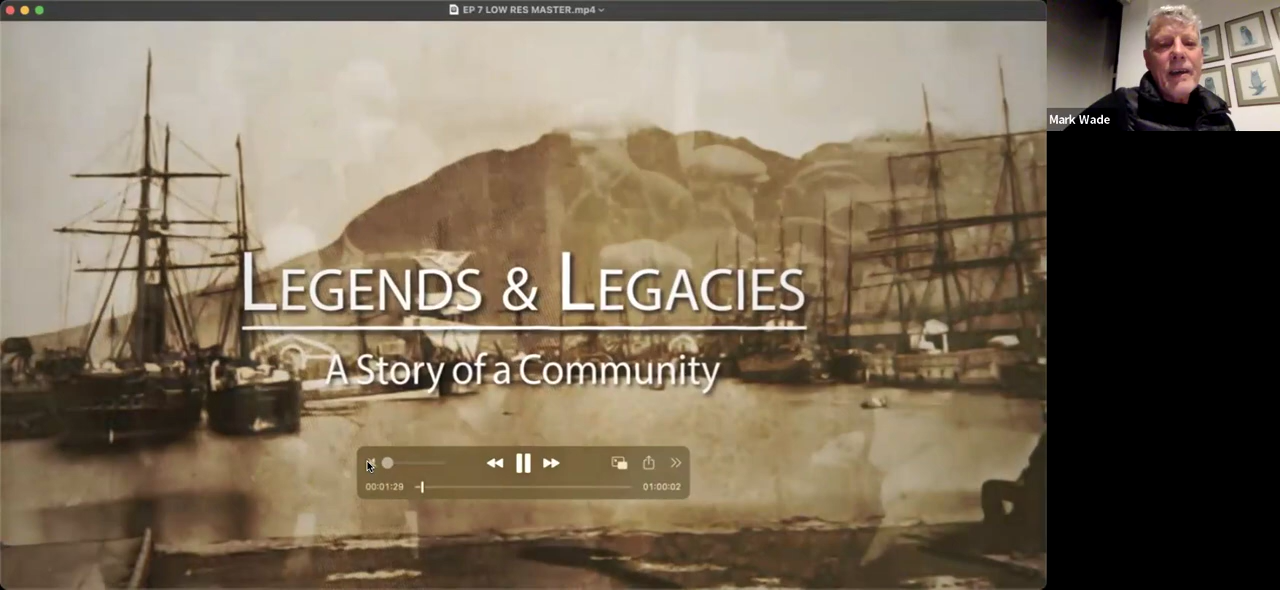 EP 7 LOW RES MASTER.mp4
LEGENDS & LEGACIES
A Story of a Community
00:01:29
01:00:02
Mark Wade